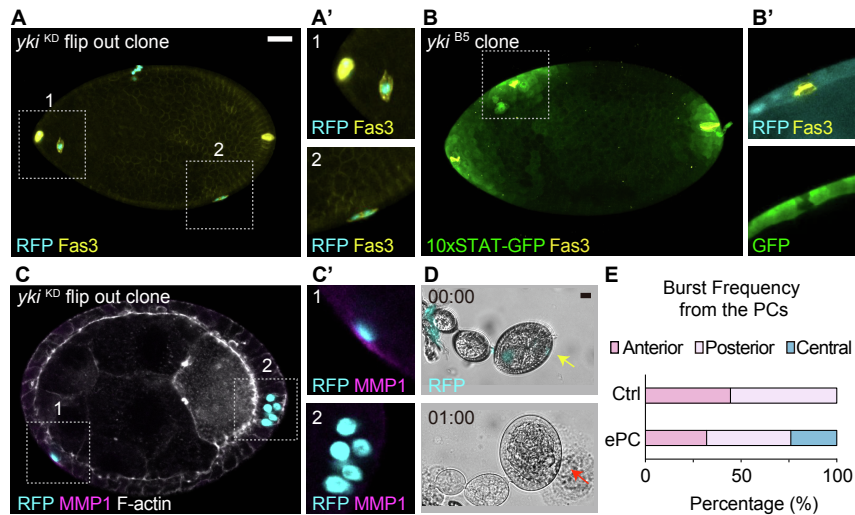 A
yki KD flip out clone
1
2
RFP Fas3
A'
1
RFP Fas3
2
RFP Fas3
B
yki B5 clone
10xSTAT-GFP Fas3
B'
RFP Fas3
GFP
C
yki KD flip out clone
1
2
RFP MMP1 F-actin
C'
1
RFP MMP1
2
RFP MMP1
D
00:00
RFP
01:00
E
Burst Frequency
from the PCs
Anterior Posterior Central
Ctrl
ePC
0 50 100
Percentage (%)